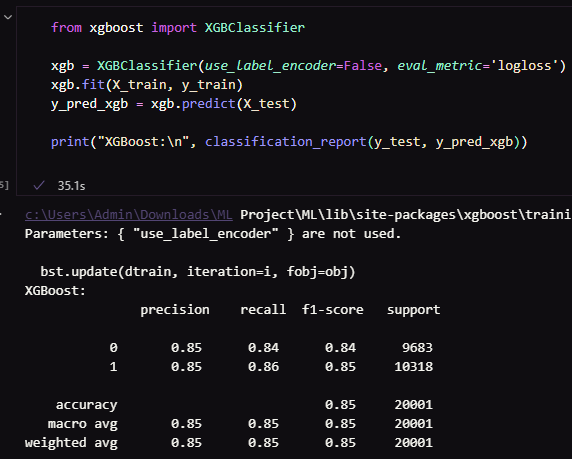 from xgboost import XGBClassifier
xgb = XGBClassifier(use_label_encoder=False, eval_metric='logloss')
xgb.fit(X_train, y_train)
y_pred_xgb = xgb.predict(X_test)
print("XGBoost:\n", classification_report(y_test, y_pred_xgb))
35.1s
c:\Users\Admin\Downloads\ML Project\ML\lib\site-packages\xgboost\traini
Parameters: { "use_label_encoder" } are not used.
bst.update(dtrain, iteration=i, fobj=obj)
XGBoost:
precision recall f1-score support
0 0.85 0.84 0.84 9683
1 0.85 0.86 0.85 10318
accuracy 0.85 20001
macro avg 0.85 0.85 0.85 20001
weighted avg 0.85 0.85 0.85 20001